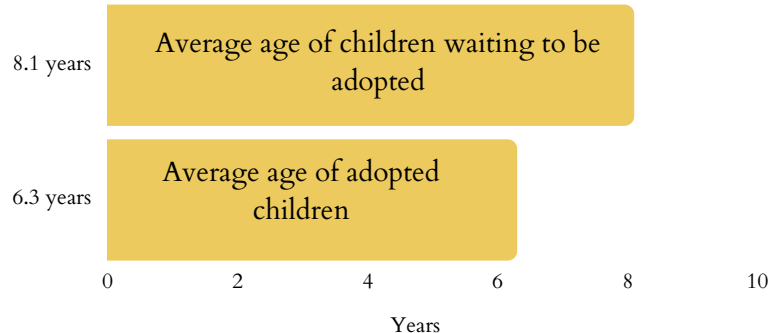 Average age of children waiting to be
adopted
8.1 years
Average age of adopted
children
6.3 years
0 2 4 6 8 10
Years